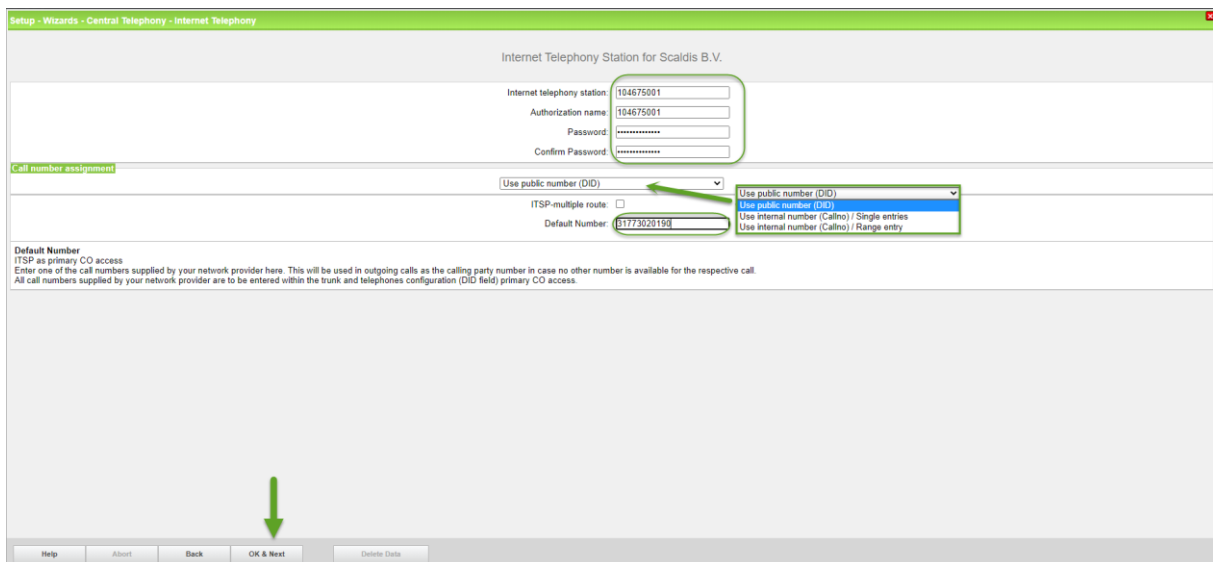 Setup - Wizards - Central Telephony - Internet Telephony
Internet Telephony Station for Scaldis B.V.
Internet telephony station: 104675001
Authorization name: 104675001
Password: ••••••••••••••
Confirm Password: ••••••••••••••
Call number assignment
Use public number (DID)
Use public number (DID)
Use public number (DID)
Use internal number (Callno) / Single entries
Use internal number (Callno) / Range entry
ITSP-multiple route:
Default Number: 31773020190
Default Number
ITSP as primary CO access
Enter one of the call numbers supplied by your network provider here. This will be used in outgoing calls as the calling party number in case no other number is available for the respective call.
All call numbers supplied by your network provider are to be entered within the trunk and telephones configuration (DID field) primary CO access.
Help Abort Back OK & Next Delete Data